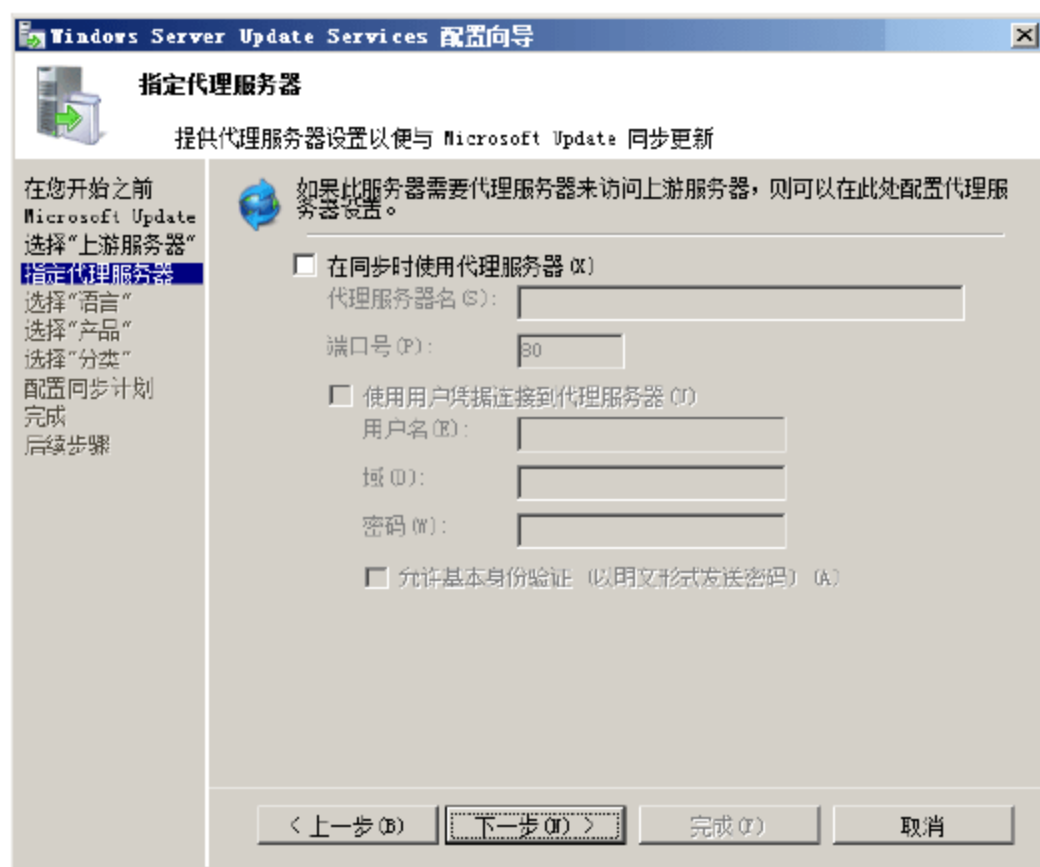 Windows Server Update Services 配置向导
指定代理服务器
提供代理服务器设置以便与 Microsoft Update 同步更新
在您开始之前
Microsoft Update
选择“上游服务器”
指定代理服务器
选择“语言”
选择“产品”
选择“分类”
配置同步计划
完成
后续步骤
如果此服务器需要代理服务器来访问上游服务器，则可以在此处配置代理服
务器设置。
在同步时使用代理服务器(X)
代理服务器名(S):
端口号(P): 80
使用用户凭据连接到代理服务器(U)
用户名(E):
域(D):
密码(W):
允许基本身份验证 (以明文形式发送密码) (A)
< 上一步(B) 下一步(N) > 完成(F) 取消